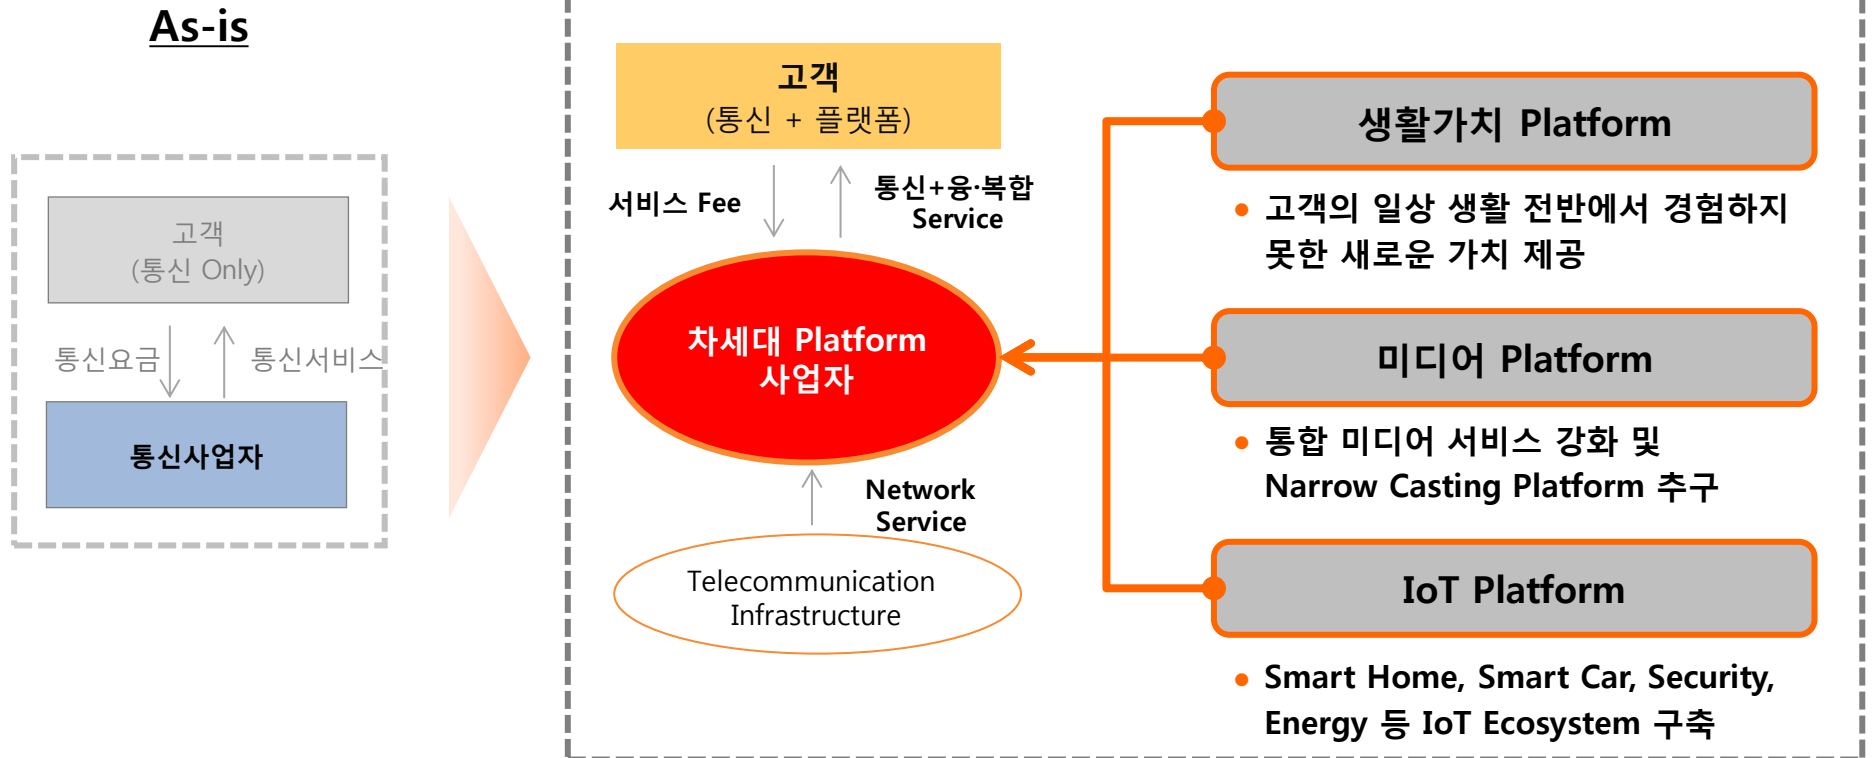 As-is
고객
(통신 Only)
통신요금
통신서비스
통신사업자
고객
(통신 + 플랫폼)
서비스 Fee
통신+융·복합
Service
차세대 Platform
사업자
Network
Service
Telecommunication
Infrastructure
생활가치 Platform
• 고객의 일상 생활 전반에서 경험하지
못한 새로운 가치 제공
미디어 Platform
• 통합 미디어 서비스 강화 및
Narrow Casting Platform 추구
IoT Platform
• Smart Home, Smart Car, Security,
Energy 등 IoT Ecosystem 구축